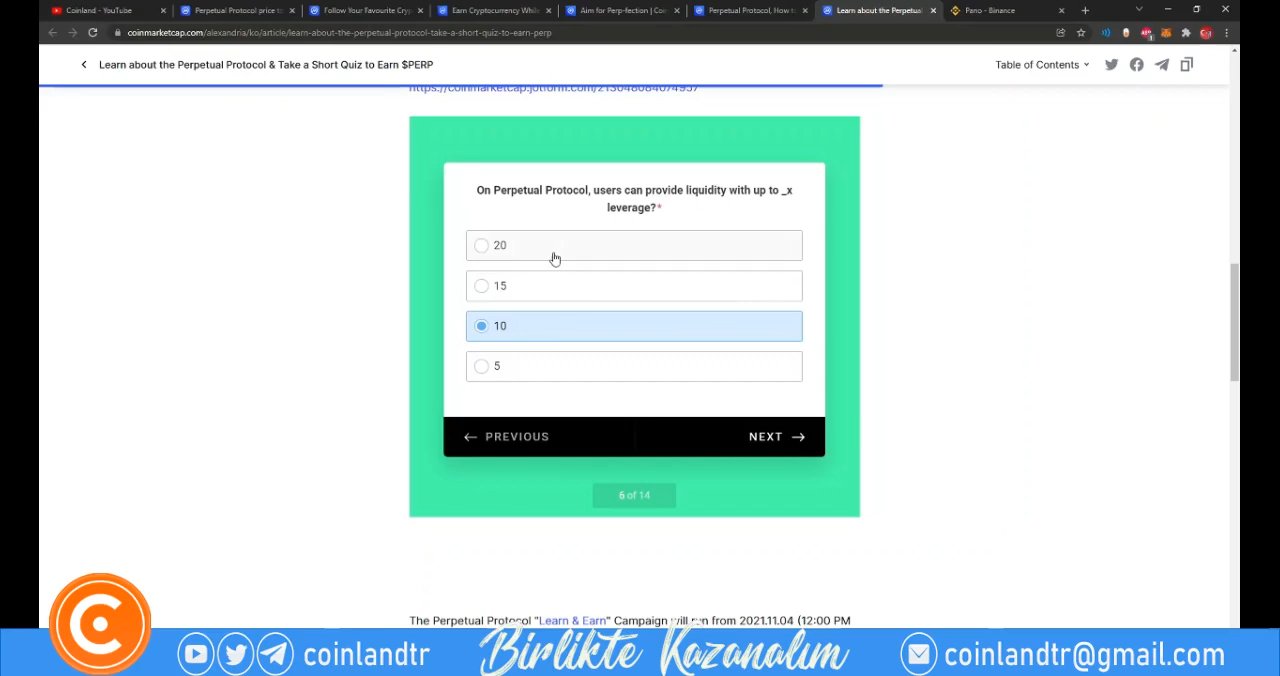 Coinland - YouTube
Perpetual Protocol price to
Follow Your Favourite Cryp
Earn Cryptocurrency Whil
Aim for Perp-fection | Coin
Perpetual Protocol, How to
Learn about the Perpetual
Pano - Binance
coinmarketcap.com/alexandria/ko/article/learn-about-the-perpetual-protocol-take-a-short-quiz-to-earn-perp
Learn about the Perpetual Protocol & Take a Short Quiz to Earn $PERP
Table of Contents
On Perpetual Protocol, users can provide liquidity with up to _x
leverage?*
20
15
10
5
← PREVIOUS
NEXT →
6 of 14
The Perpetual Protocol "Learn & Earn" Campaign will run from 2021.11.04 (12:00 PM
coinlandtr
Birlikte Kazanalım
coinlandtr@gmail.com